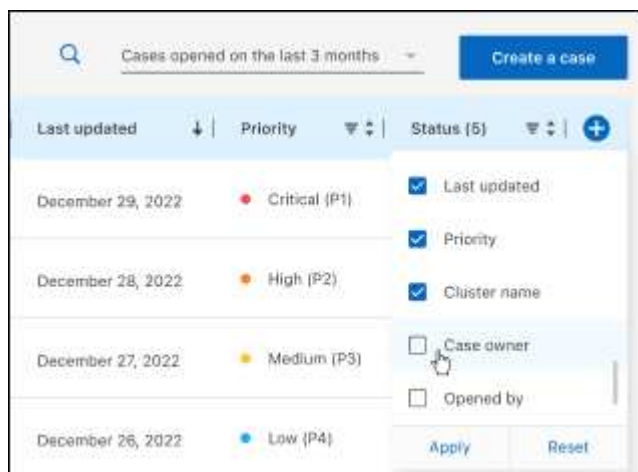 Cases opened on the last 3 months
Create a case
Last updated Priority Status (5)
Last updated
December 29, 2022 Critical (P1)
Priority
December 28, 2022 High (P2)
Cluster name
Case owner
December 27, 2022 Medium (P3)
Opened by
December 26, 2022 Low (P4)
Apply Reset